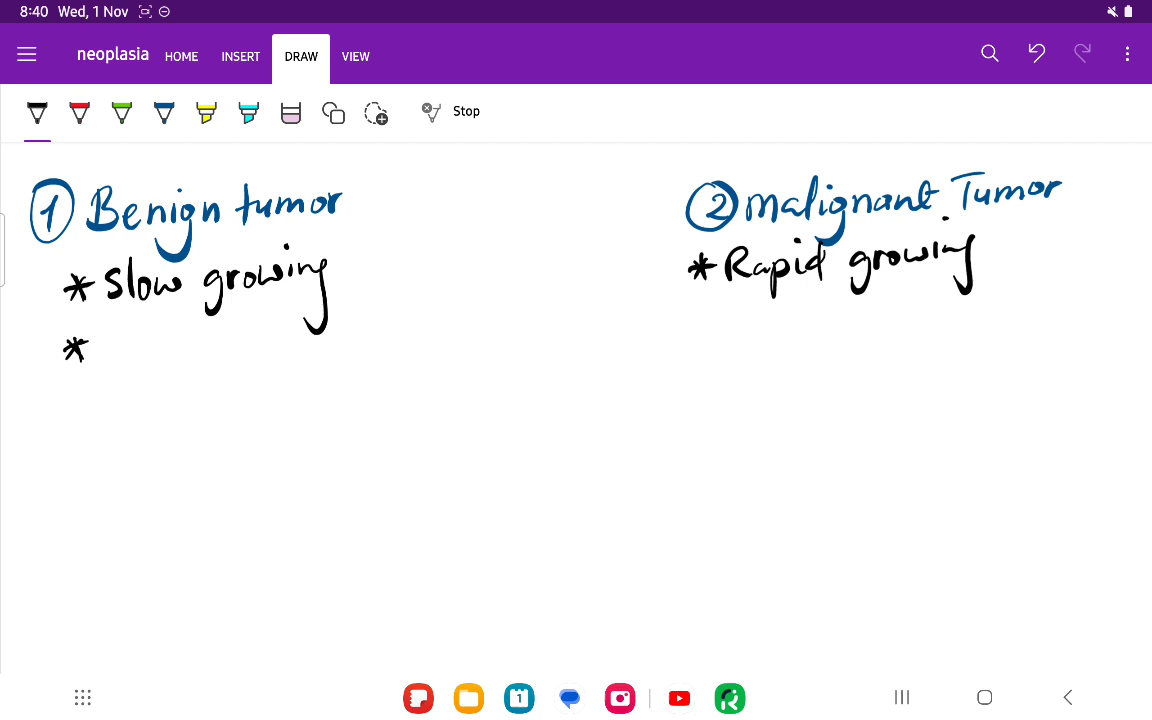 8:40 Wed, 1 Nov
neoplasia HOME INSERT DRAW VIEW
Stop
① Benign tumor
* Slow growing
*
② malignant Tumor
* Rapid growing
1